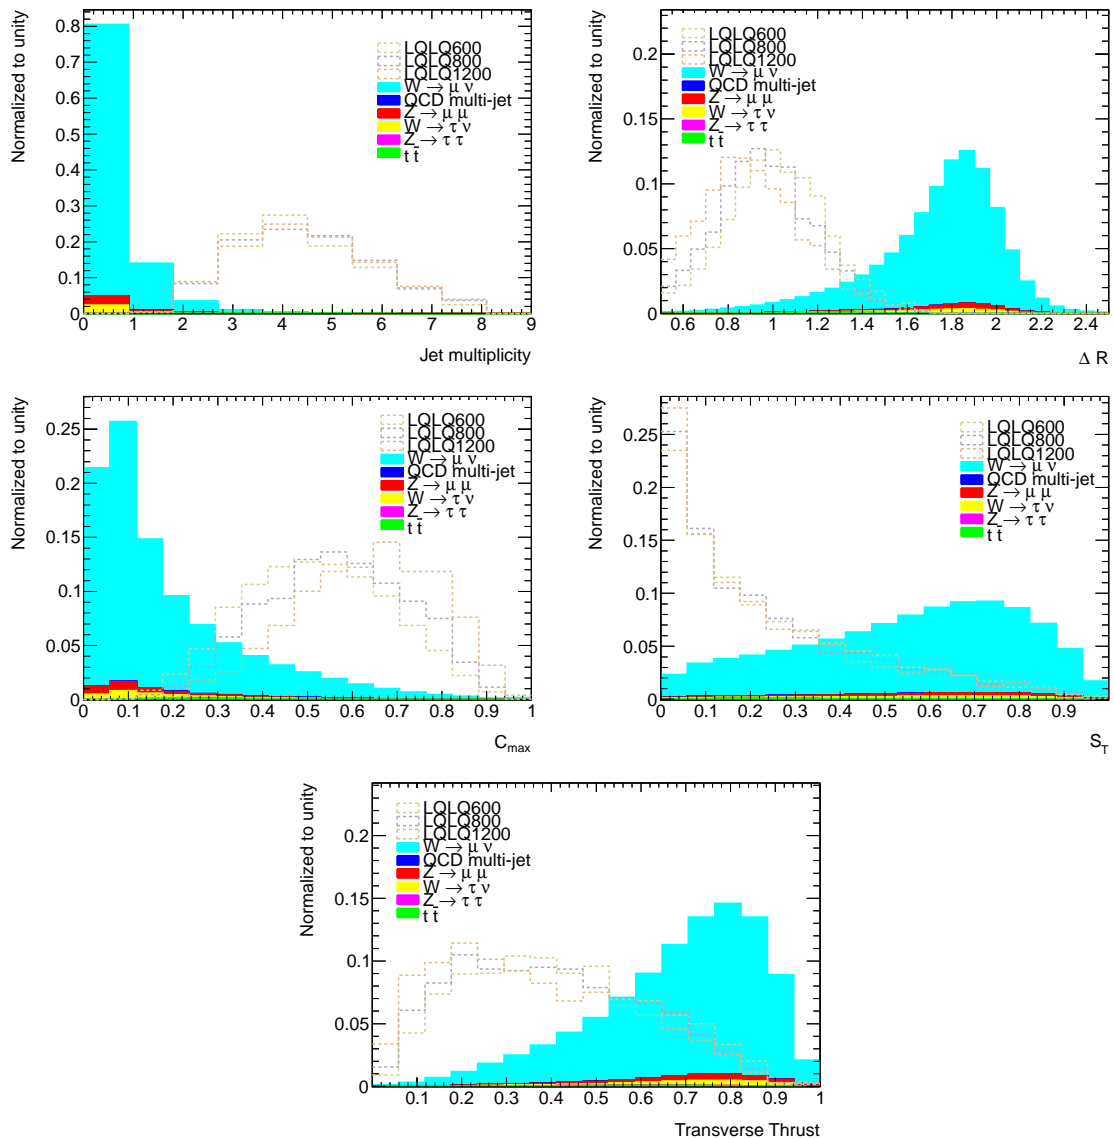 Normalized to unity
0.8
0.7
0.6
0.5
0.4
0.3
0.2
0.1
0
LQLQ600
LQLQ800
LQLQ1200
W → μ ν
QCD multi-jet
Z → μ μ
W → τ ν
Z → τ τ
t t̄
0 1 2 3 4 5 6 7 8 9
Jet multiplicity
Normalized to unity
0.2
0.15
0.1
0.05
0
LQLQ600
LQLQ800
LQLQ1200
W → μ ν
QCD multi-jet
Z → μ μ
W → τ ν
Z → τ τ
t t̄
0.6 0.8 1 1.2 1.4 1.6 1.8 2 2.2 2.4
Δ R
Normalized to unity
0.25
0.2
0.15
0.1
0.05
0
LQLQ600
LQLQ800
LQLQ1200
W → μ ν
QCD multi-jet
Z → μ μ
W → τ ν
Z → τ τ
t t̄
0 0.1 0.2 0.3 0.4 0.5 0.6 0.7 0.8 0.9 1
C_max
Normalized to unity
0.25
0.2
0.15
0.1
0.05
0
LQLQ600
LQLQ800
LQLQ1200
W → μ ν
QCD multi-jet
Z → μ μ
W → τ ν
Z → τ τ
t t̄
0 0.1 0.2 0.3 0.4 0.5 0.6 0.7 0.8 0.9
S_T
Normalized to unity
0.2
0.15
0.1
0.05
0
LQLQ600
LQLQ800
LQLQ1200
W → μ ν
QCD multi-jet
Z → μ μ
W → τ ν
Z → τ τ
t t̄
0.1 0.2 0.3 0.4 0.5 0.6 0.7 0.8 0.9 1
Transverse Thrust